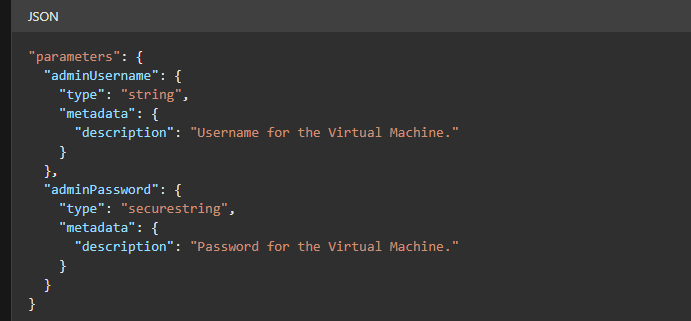 JSON
"parameters": {
  "adminUsername": {
    "type": "string",
    "metadata": {
      "description": "Username for the Virtual Machine."
    }
  },
  "adminPassword": {
    "type": "securestring",
    "metadata": {
      "description": "Password for the Virtual Machine."
    }
  }
}